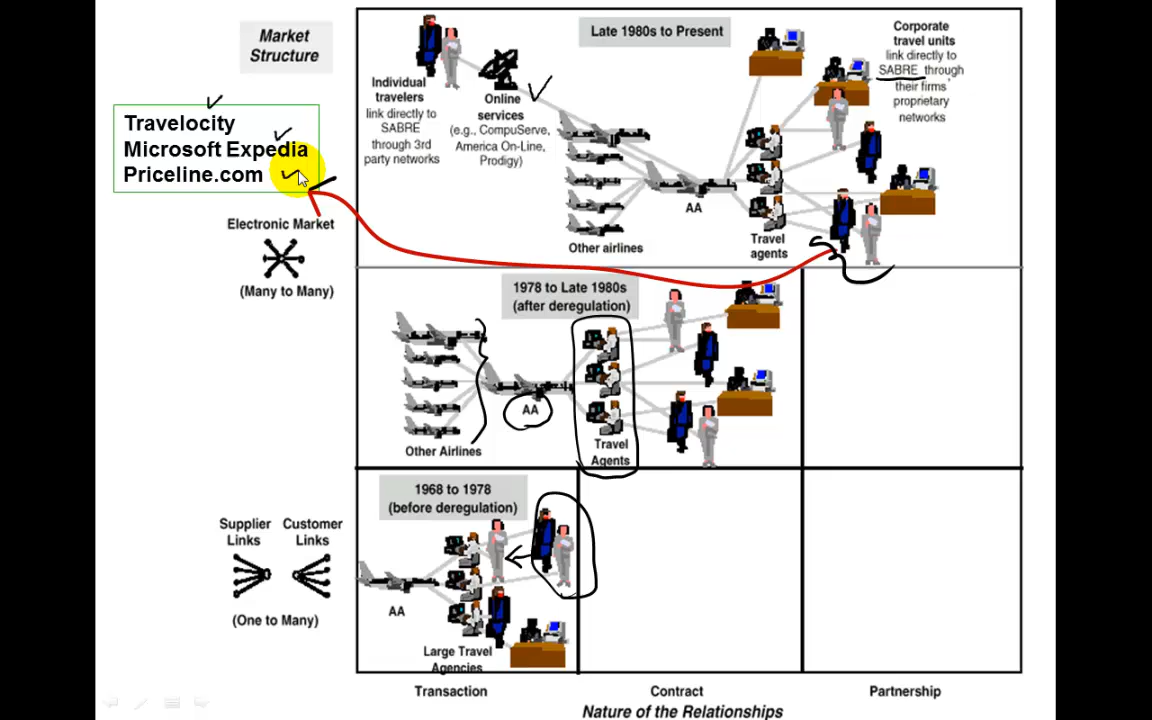 Market
Structure
Travelocity
Microsoft Expedia
Priceline.com
Electronic Market
(Many to Many)
Supplier
Links
Customer
Links
(One to Many)
Late 1980s to Present
Individual
travelers
link directly to
SABRE
through 3rd
party networks
Online
services
(e.g., CompuServe,
America On-Line,
Prodigy)
Other airlines
AA
Travel
agents
Corporate
travel units
link directly to
SABRE through
their firms'
proprietary
networks
1978 to Late 1980s
(after deregulation)
Other Airlines
AA
Travel
Agents
1968 to 1978
(before deregulation)
AA
Large Travel
Agencies
Transaction
Contract
Partnership
Nature of the Relationships